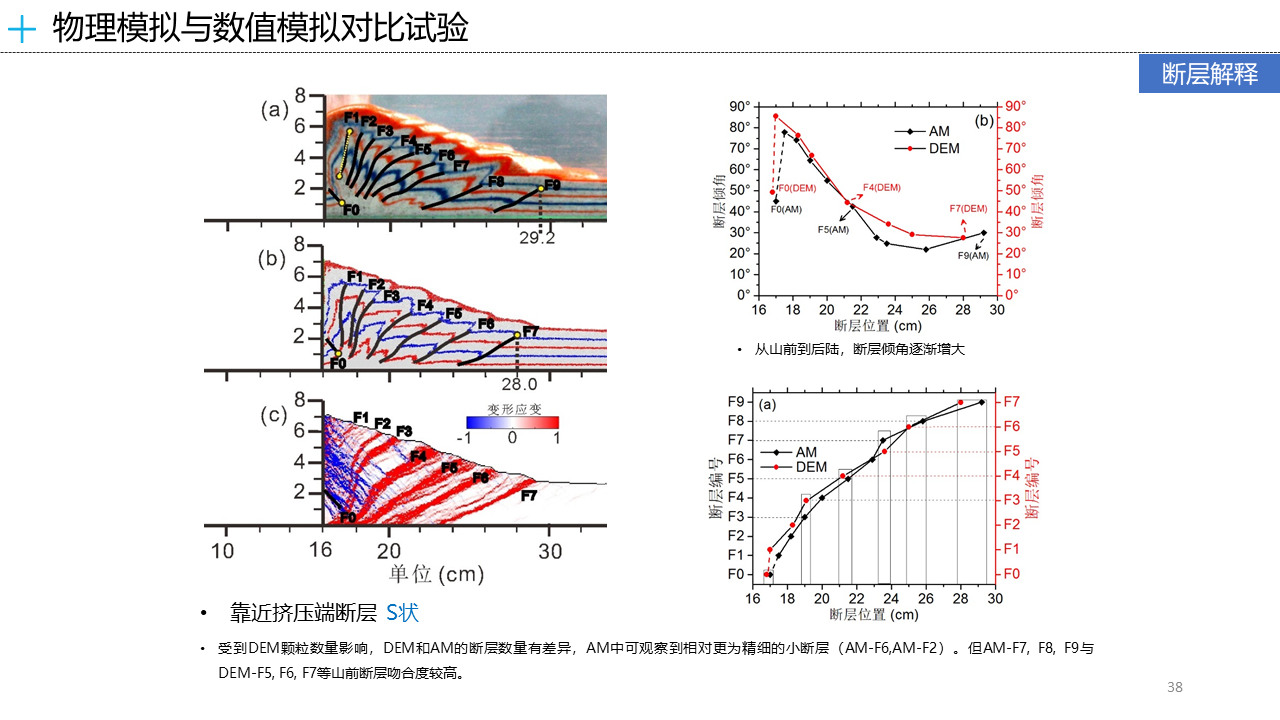 物理模拟与数值模拟对比试验
断层解释
(a)
8
6
4
2
F1
F2
F3
F4
F5
F6
F7
F8
F9
F0
29.2
(b)
8
6
4
2
F1
F2
F3
F4
F5
F6
F7
F0
28.0
(c)
8
6
4
2
F1
F2
F3
F4
F5
F6
F7
F0
变形应变
-1 0 1
10 16 20 30
单位 (cm)
(b)
AM
DEM
90°
80°
70°
60°
50°
40°
30°
20°
10°
0°
断层倾角
90°
80°
70°
60°
50°
40°
30°
20°
10°
0°
断层倾角
F0(DEM)
F0(AM)
F4(DEM)
F5(AM)
F7(DEM)
F9(AM)
16 18 20 22 24 26 28 30
断层位置 (cm)
• 从山前到后陆，断层倾角逐渐增大
(a)
AM
DEM
F9
F8
F7
F6
F5
F4
F3
F2
F1
F0
断层编号
F7
F6
F5
F4
F3
F2
F1
F0
断层编号
16 18 20 22 24 26 28 30
断层位置 (cm)
• 靠近挤压端断层 S状
• 受到DEM颗粒数量影响，DEM和AM的断层数量有差异，AM中可观察到相对更为精细的小断层（AM-F6,AM-F2）。但AM-F7, F8, F9与
DEM-F5, F6, F7等山前断层吻合度较高。
38